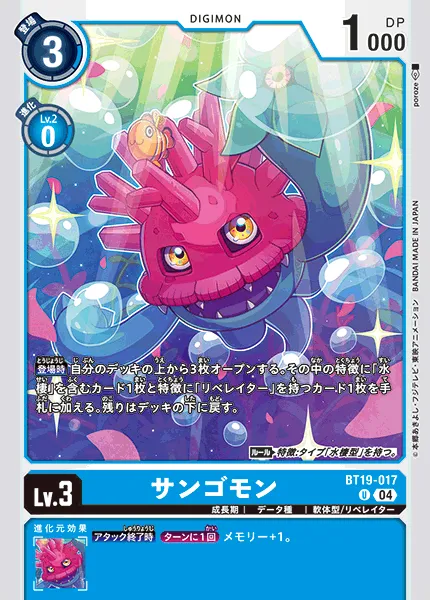 登場
3
DIGIMON
1000
DP
進化
Lv.2
0
poroze
BANDAI MADE IN JAPAN
©本郷あきよし・フジテレビ・東映アニメーション
登場時 自分のデッキの上から3枚オープンする。その中の特徴に「水
棲」を含むカード1枚と特徴に「リベレイター」を持つカード1枚を手
札に加える。残りはデッキの下に戻す。
ルール 特徴:タイプ「水棲型」を持つ。
Lv.3
サンゴモン
BT19-017
U 04
成長期 | データ種 | 軟体型/リベレイター
進化元効果
アタック終了時 ターンに1回 メモリー+1。